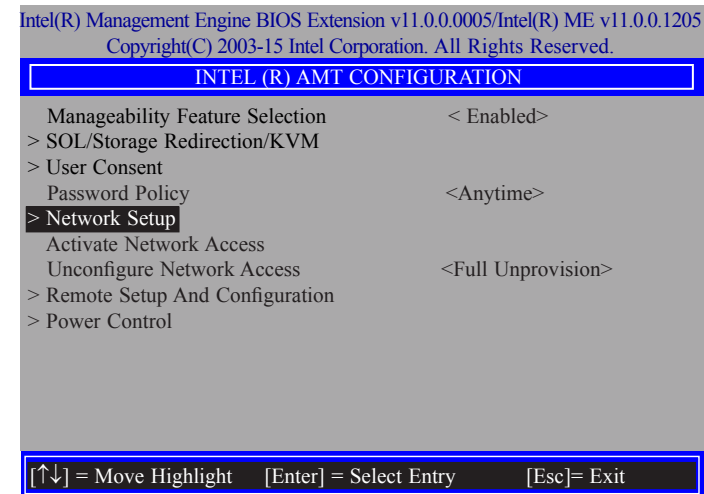 Intel(R) Management Engine BIOS Extension v11.0.0.0005/Intel(R) ME v11.0.0.1205
Copyright(C) 2003-15 Intel Corporation. All Rights Reserved.
INTEL (R) AMT CONFIGURATION
Manageability Feature Selection < Enabled>
> SOL/Storage Redirection/KVM
> User Consent
Password Policy <Anytime>
> Network Setup
Activate Network Access
Unconfigure Network Access <Full Unprovision>
> Remote Setup And Configuration
> Power Control
[↑↓] = Move Highlight [Enter] = Select Entry [Esc]= Exit